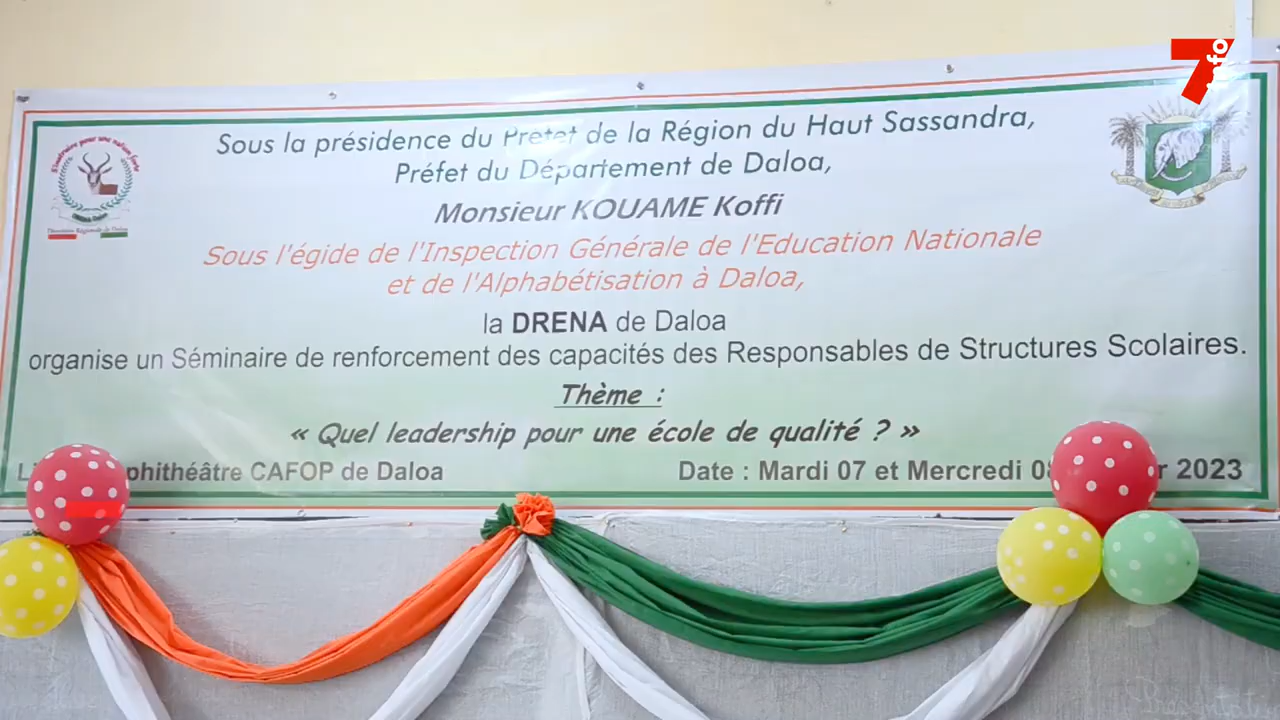 7
fo
Sous la présidence du Préfet de la Région du Haut Sassandra,
Préfet du Département de Daloa,
Monsieur KOUAME Koffi
Sous l'égide de l'Inspection Générale de l'Education Nationale
et de l'Alphabétisation à Daloa,
la DRENA de Daloa
organise un Séminaire de renforcement des capacités des Responsables de Structures Scolaires.
Thème :
« Quel leadership pour une école de qualité ? »
CAFOP de Daloa
Date : Mardi 07 et Mercredi 2023